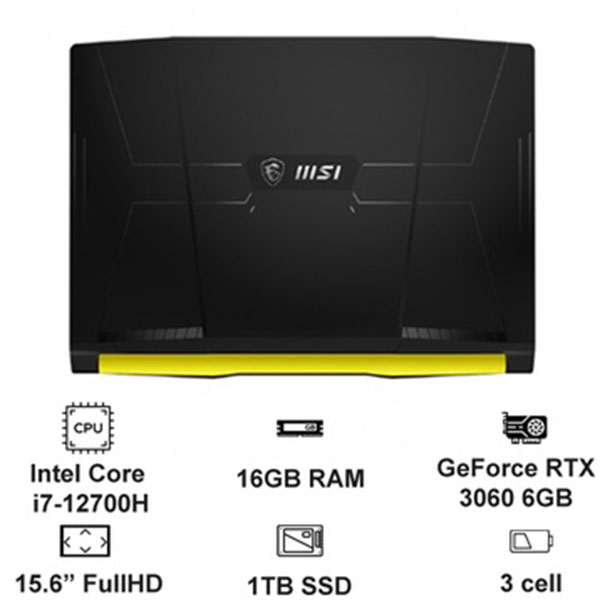 msi
CPU
GB
Intel Core
i7-12700H
16GB RAM
GeForce RTX
3060 6GB
15.6” FullHD
1TB SSD
3 cell